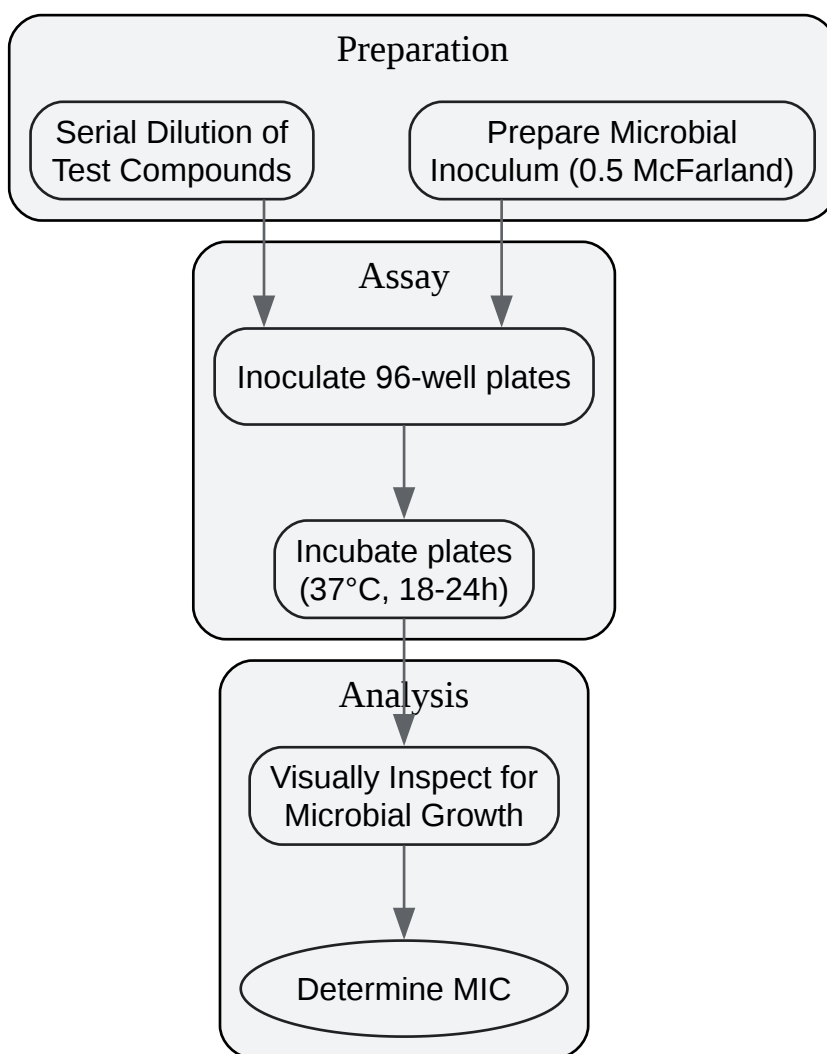 Preparation
Serial Dilution of
Test Compounds
Prepare Microbial
Inoculum (0.5 McFarland)
Assay
Inoculate 96-well plates
Incubate plates
(37°C, 18-24h)
Analysis
Visually Inspect for
Microbial Growth
Determine MIC